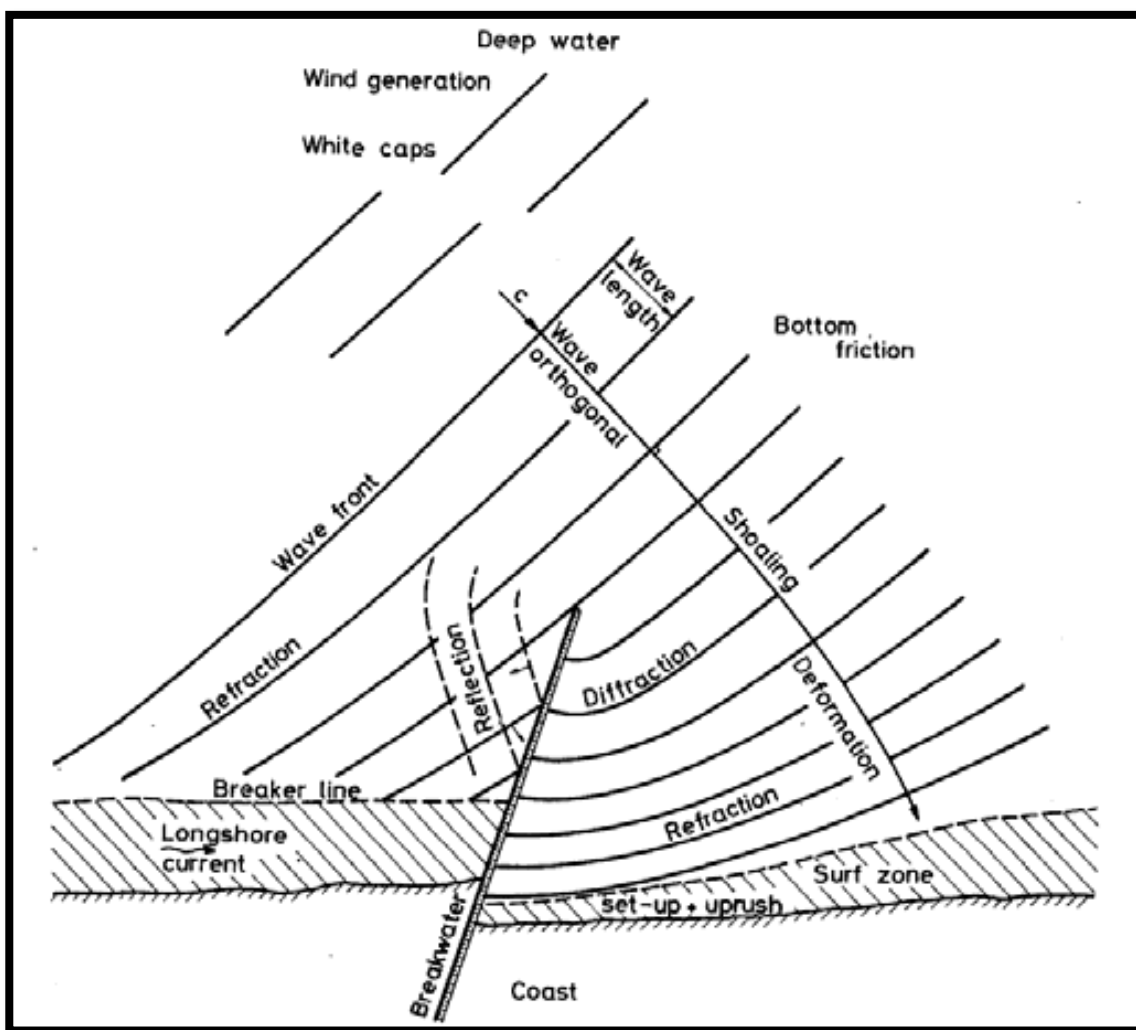 Deep water
Wind generation
White caps
Wave
length
c
Wave
orthogonal
Bottom
friction
Wave front
Shoaling
Refraction
Reflection
Diffraction
Deformation
Breaker line
Refraction
Longshore
current
Surf zone
set-up + uprush
Breakwater
Coast